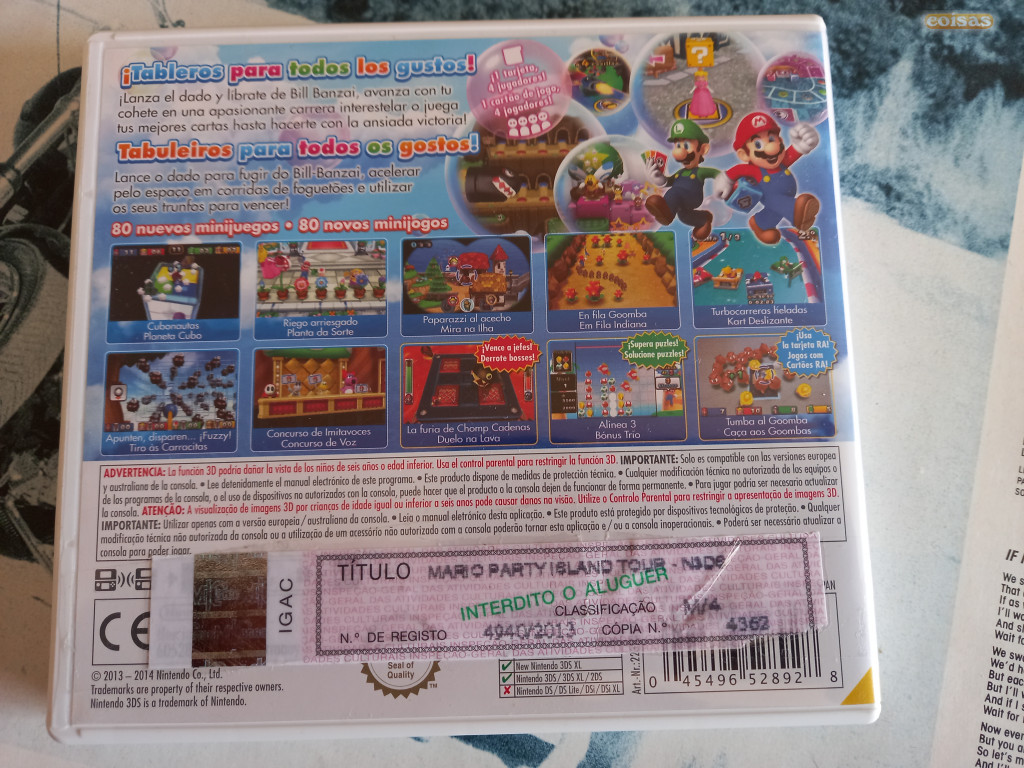 coisas
¡Tableros para todos los gustos!
¡Lanza el dado y líbrate de Bill Banzai, avanza con tu
cohete en una apasionante carrera interestelar o juega
tus mejores cartas hasta hacerte con la ansiada victoria!
Tabuleiros para todos os gostos!
Lance o dado para fugir do Bill-Banzai, acelerar
pelo espaço em corridas de foguetões e utilizar
os seus trunfos para vencer!
80 nuevos minijuegos • 80 novos minijogos
¡1 tarjeta,
4 jugadores!
1 cartão de jogo,
4 jogadores!
Cubonautas
Planeta Cubo
Riego arriesgado
Planta da Sorte
Paparazzi al acecho
Mira na Ilha
En fila Goomba
Em Fila Indiana
Turbocarreras heladas
Kart Deslizante
Apunten, disparen... ¡Fuzzy!
Tiro às Carracitas
Concurso de Imitavoces
Concurso de Voz
¡Vence a jefes!
Derrote bosses!
La furia de Chomp Cadenas
Duelo na Lava
¡Supera puzles!
Solucione puzzles!
Alinea 3
Bónus Trio
¡Usa
la tarjeta RA!
Jogos com
Cartões RA!
Tumba al Goomba
Caça aos Goombas
ADVERTENCIA: La función 3D podría dañar la vista de los niños de seis años o edad inferior. Usa el control parental para restringir la función 3D. IMPORTANTE: Solo es compatible con las versiones europea
y australiana de la consola. • Lee detenidamente el manual electrónico de este programa. • Este producto dispone de medidas de protección técnica. • Cualquier modificación técnica no autorizada de los equipos o
de los programas de la consola, o el uso de dispositivos no autorizados con la consola, puede hacer que el producto o la consola dejen de funcionar de forma permanente. • Para jugar podría ser necesario actualizar
la consola. ATENÇÃO: A visualização de imagens 3D por crianças de idade igual ou inferior a seis anos pode causar danos na visão. Utilize o Controlo Parental para restringir a apresentação de imagens 3D.
IMPORTANTE: Utilizar apenas com a versão europeia/australiana da consola. • Leia o manual eletrónico desta aplicação. • Este produto está protegido por dispositivos tecnológicos de proteção. • Qualquer
modificação técnica não autorizada da consola ou a utilização de um acessório não autorizado com a consola poderão tornar esta aplicação e/ou a consola inoperacionais. • Poderá ser necessário atualizar a
consola para poder jogar.
IGAC
TÍTULO MARIO PARTY ISLAND TOUR - N3DS
INTERDITO O ALUGUER
CLASSIFICAÇÃO M/4
N.º DE REGISTO 4940/2013 CÓPIA N.º 4362
CE
Seal of
Quality
TM
© 2013 – 2014 Nintendo Co., Ltd.
Trademarks are property of their respective owners.
Nintendo 3DS is a trademark of Nintendo.
New Nintendo 3DS XL
Nintendo 3DS / 3DS XL / 2DS
Nintendo DS / DS Lite / DSi / DSi XL
0 45496 52892 8